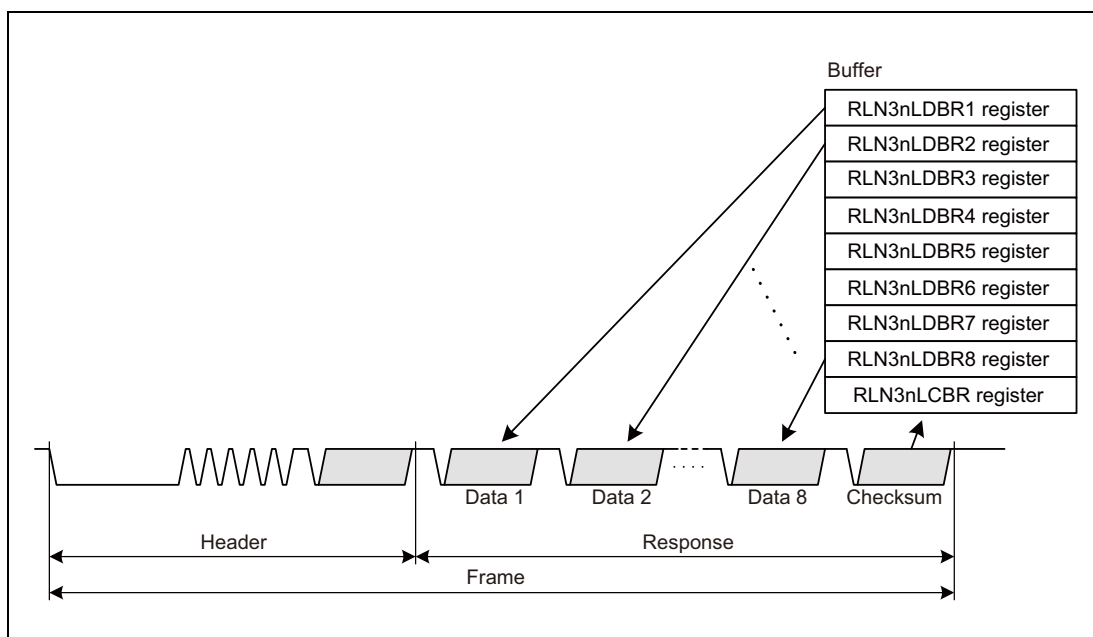 Buffer
RLN3nLDBR1 register
RLN3nLDBR2 register
RLN3nLDBR3 register
RLN3nLDBR4 register
RLN3nLDBR5 register
RLN3nLDBR6 register
RLN3nLDBR7 register
RLN3nLDBR8 register
RLN3nLCBR register
Data 1 Data 2 Data 8 Checksum
Header Response
Frame